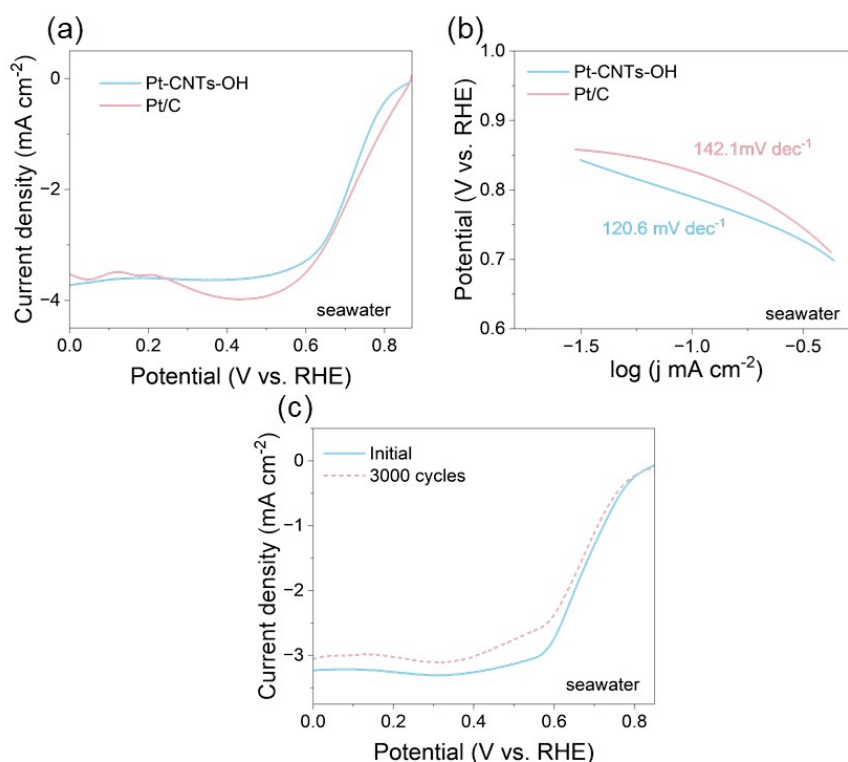 (a)
Pt-CNTs-OH
Pt/C
0
−2
−4
0.0 0.2 0.4 0.6 0.8
Current density (mA cm⁻²)
Potential (V vs. RHE)
seawater
(b)
Pt-CNTs-OH
Pt/C
142.1mV dec⁻¹
120.6 mV dec⁻¹
1.0
0.9
0.8
0.7
0.6
−1.5 −1.0 −0.5
Potential (V vs. RHE)
log (j mA cm⁻²)
seawater
(c)
Initial
3000 cycles
0
−1
−2
−3
0.0 0.2 0.4 0.6 0.8
Current density (mA cm⁻²)
Potential (V vs. RHE)
seawater